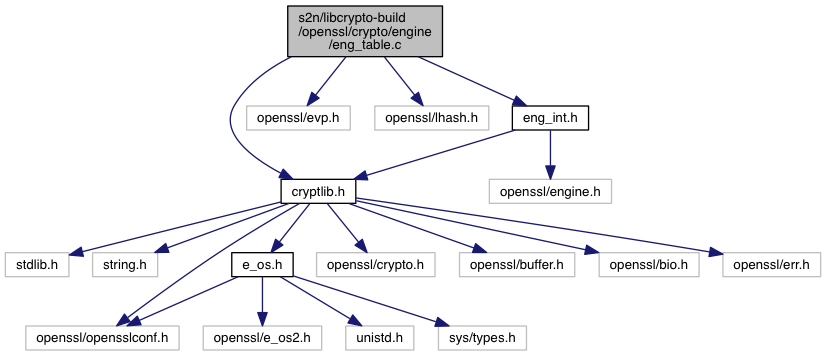 s2n/libcrypto-build
/openssl/crypto/engine
/eng_table.c
openssl/evp.h
openssl/lhash.h
eng_int.h
cryptlib.h
openssl/engine.h
stdlib.h
string.h
e_os.h
openssl/crypto.h
openssl/buffer.h
openssl/bio.h
openssl/err.h
openssl/opensslconf.h
openssl/e_os2.h
unistd.h
sys/types.h